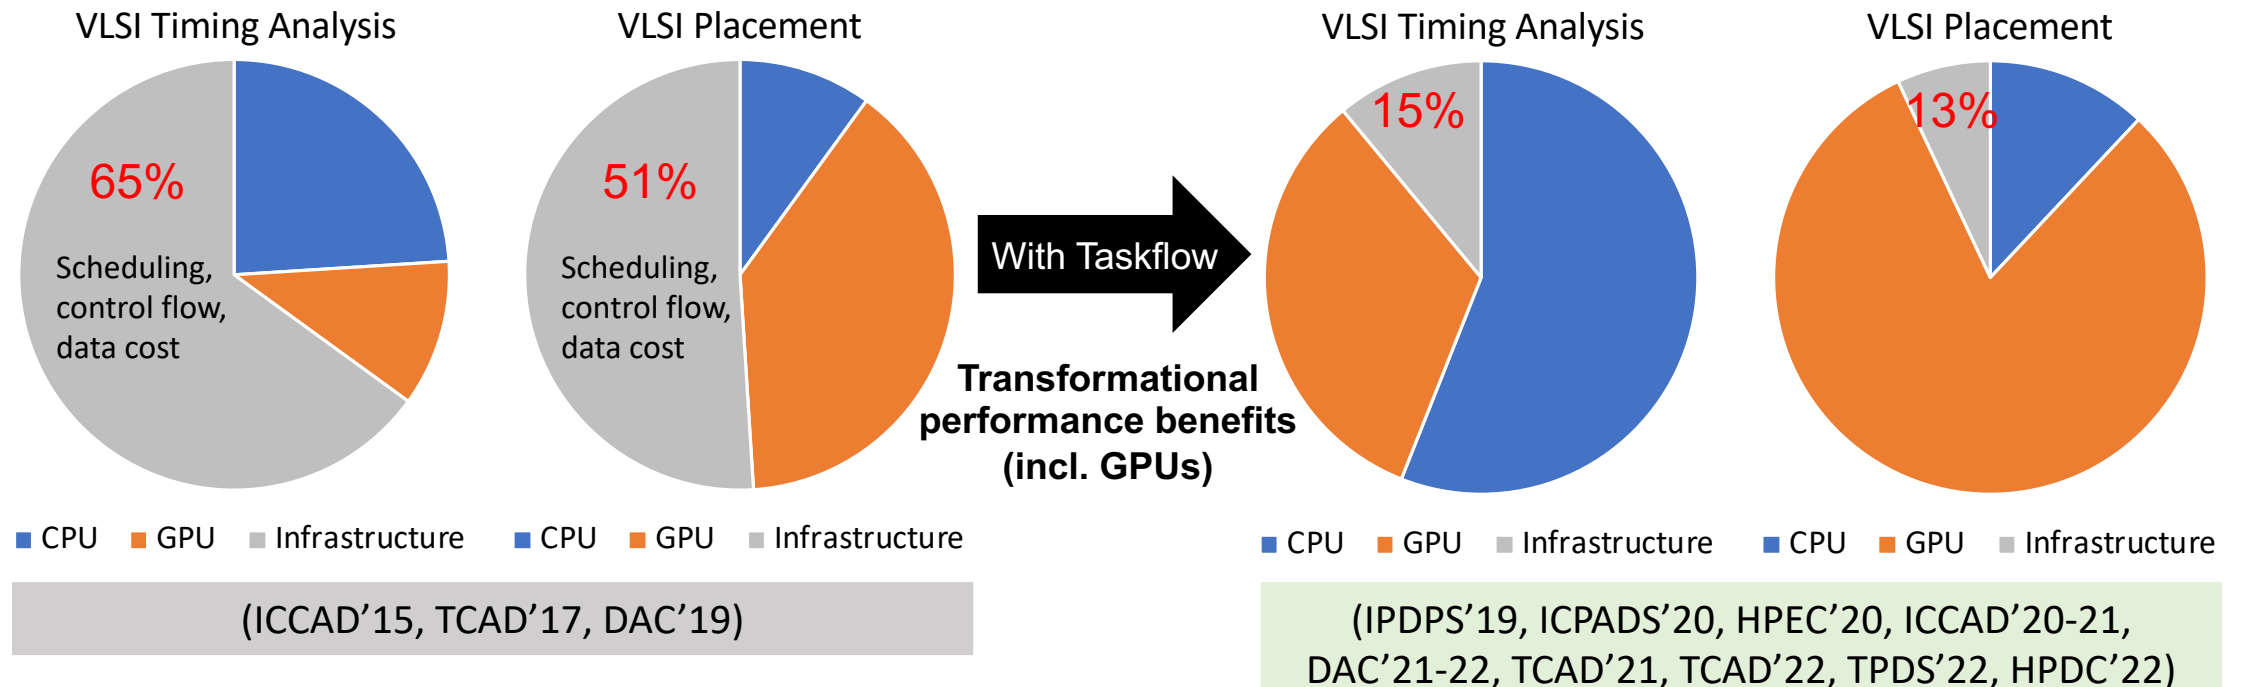 VLSI Timing Analysis
VLSI Placement
65%
Scheduling,
control flow,
data cost
51%
Scheduling,
control flow,
data cost
CPU GPU Infrastructure
CPU GPU Infrastructure
(ICCAD’15, TCAD’17, DAC’19)
With Taskflow
Transformational
performance benefits
(incl. GPUs)
VLSI Timing Analysis
VLSI Placement
15%
13%
CPU GPU Infrastructure
CPU GPU Infrastructure
(IPDPS’19, ICPADS’20, HPEC’20, ICCAD’20-21,
DAC’21-22, TCAD’21, TCAD’22, TPDS’22, HPDC’22)